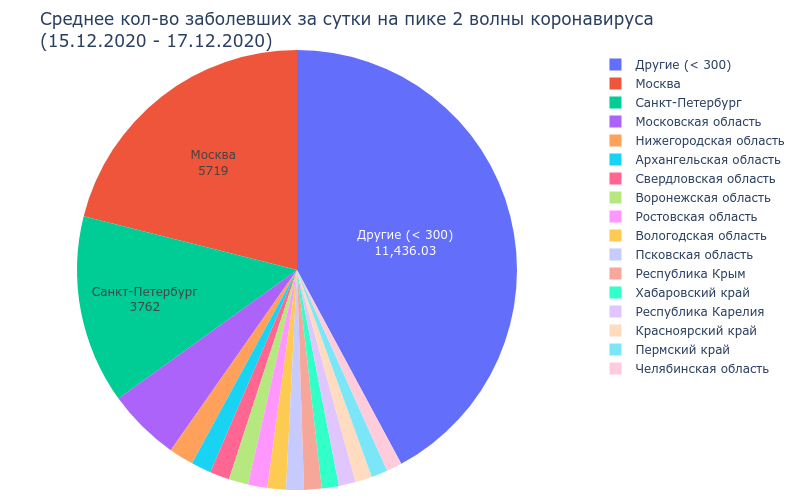 Среднее кол-во заболевших за сутки на пике 2 волны коронавируса
(15.12.2020 - 17.12.2020)
Другие (< 300)
Москва
Санкт-Петербург
Московская область
Нижегородская область
Архангельская область
Свердловская область
Воронежская область
Ростовская область
Вологодская область
Псковская область
Республика Крым
Хабаровский край
Республика Карелия
Красноярский край
Пермский край
Челябинская область
Москва
5719
Другие (< 300)
11,436.03
Санкт-Петербург
3762